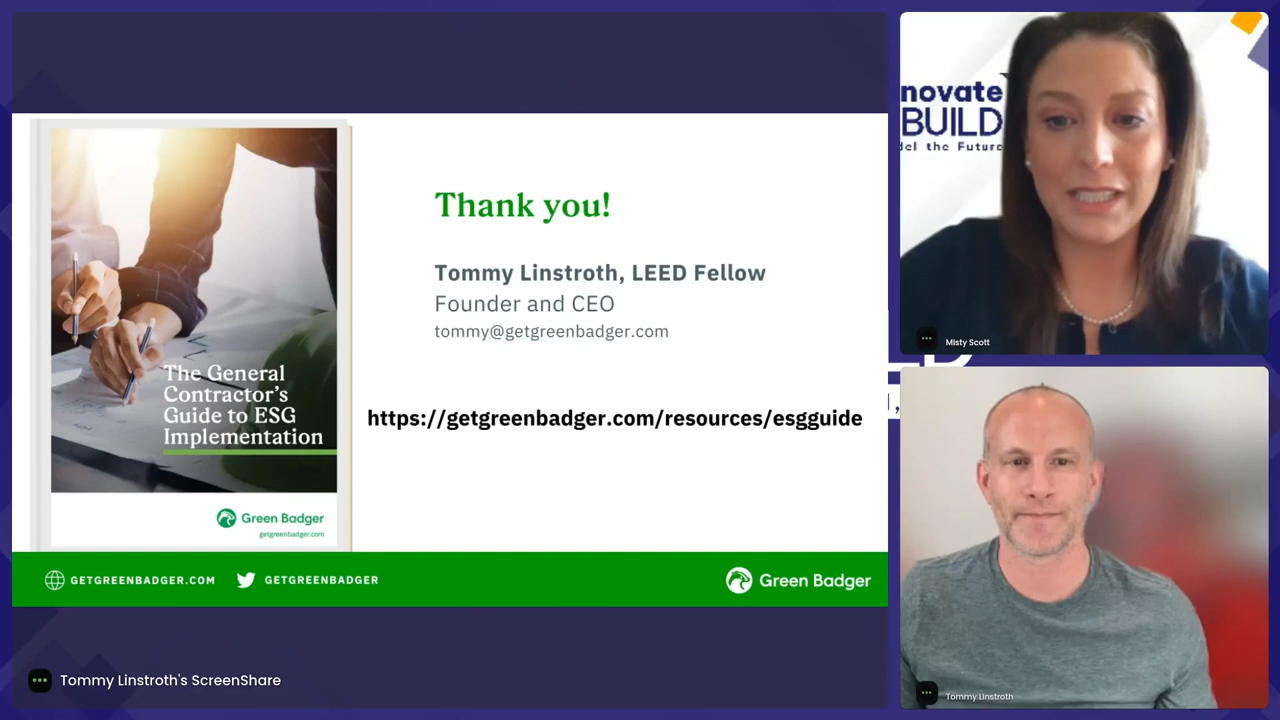 The General
Contractor's
Guide to ESG
Implementation
Green Badger
getgreenbadger.com
Thank you!
Tommy Linstroth, LEED Fellow
Founder and CEO
tommy@getgreenbadger.com
https://getgreenbadger.com/resources/esgguide
GETGREENBADGER.COM
GETGREENBADGER
Green Badger
Tommy Linstroth's ScreenShare
novate
BUILD
del the Future
Misty Scott
Tommy Linstroth